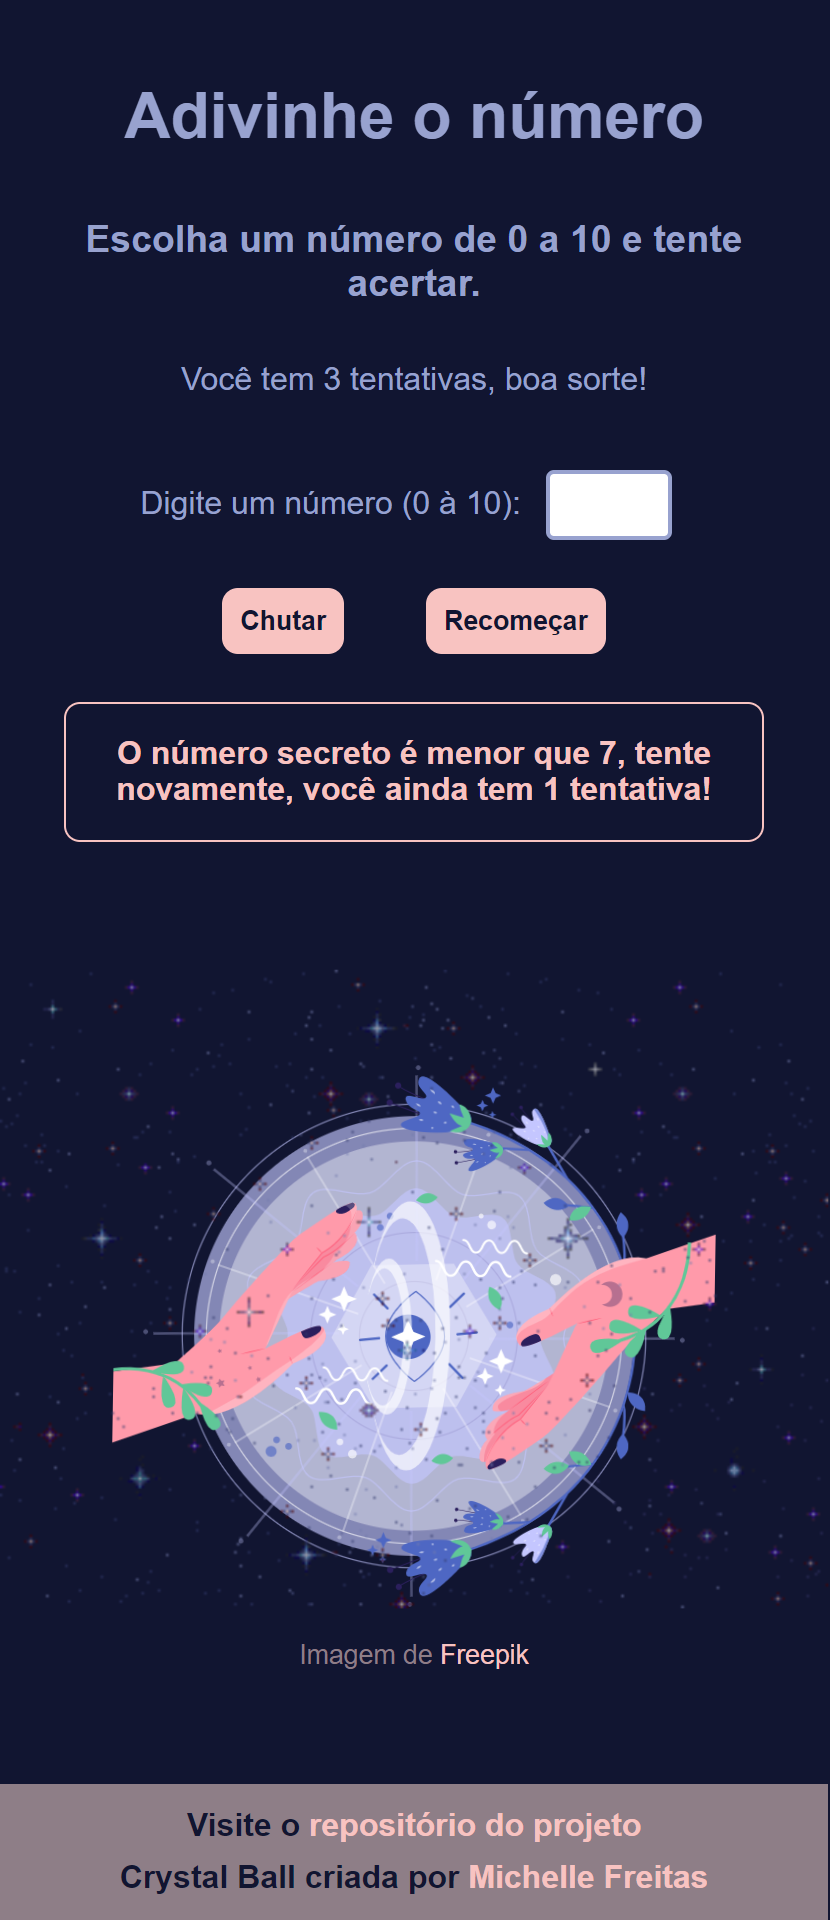 Adivinhe o número
Escolha um número de 0 a 10 e tente
acertar.
Você tem 3 tentativas, boa sorte!
Digite um número (0 à 10):
Chutar
Recomeçar
O número secreto é menor que 7, tente
novamente, você ainda tem 1 tentativa!
Imagem de Freepik
Visite o repositório do projeto
Crystal Ball criada por Michelle Freitas